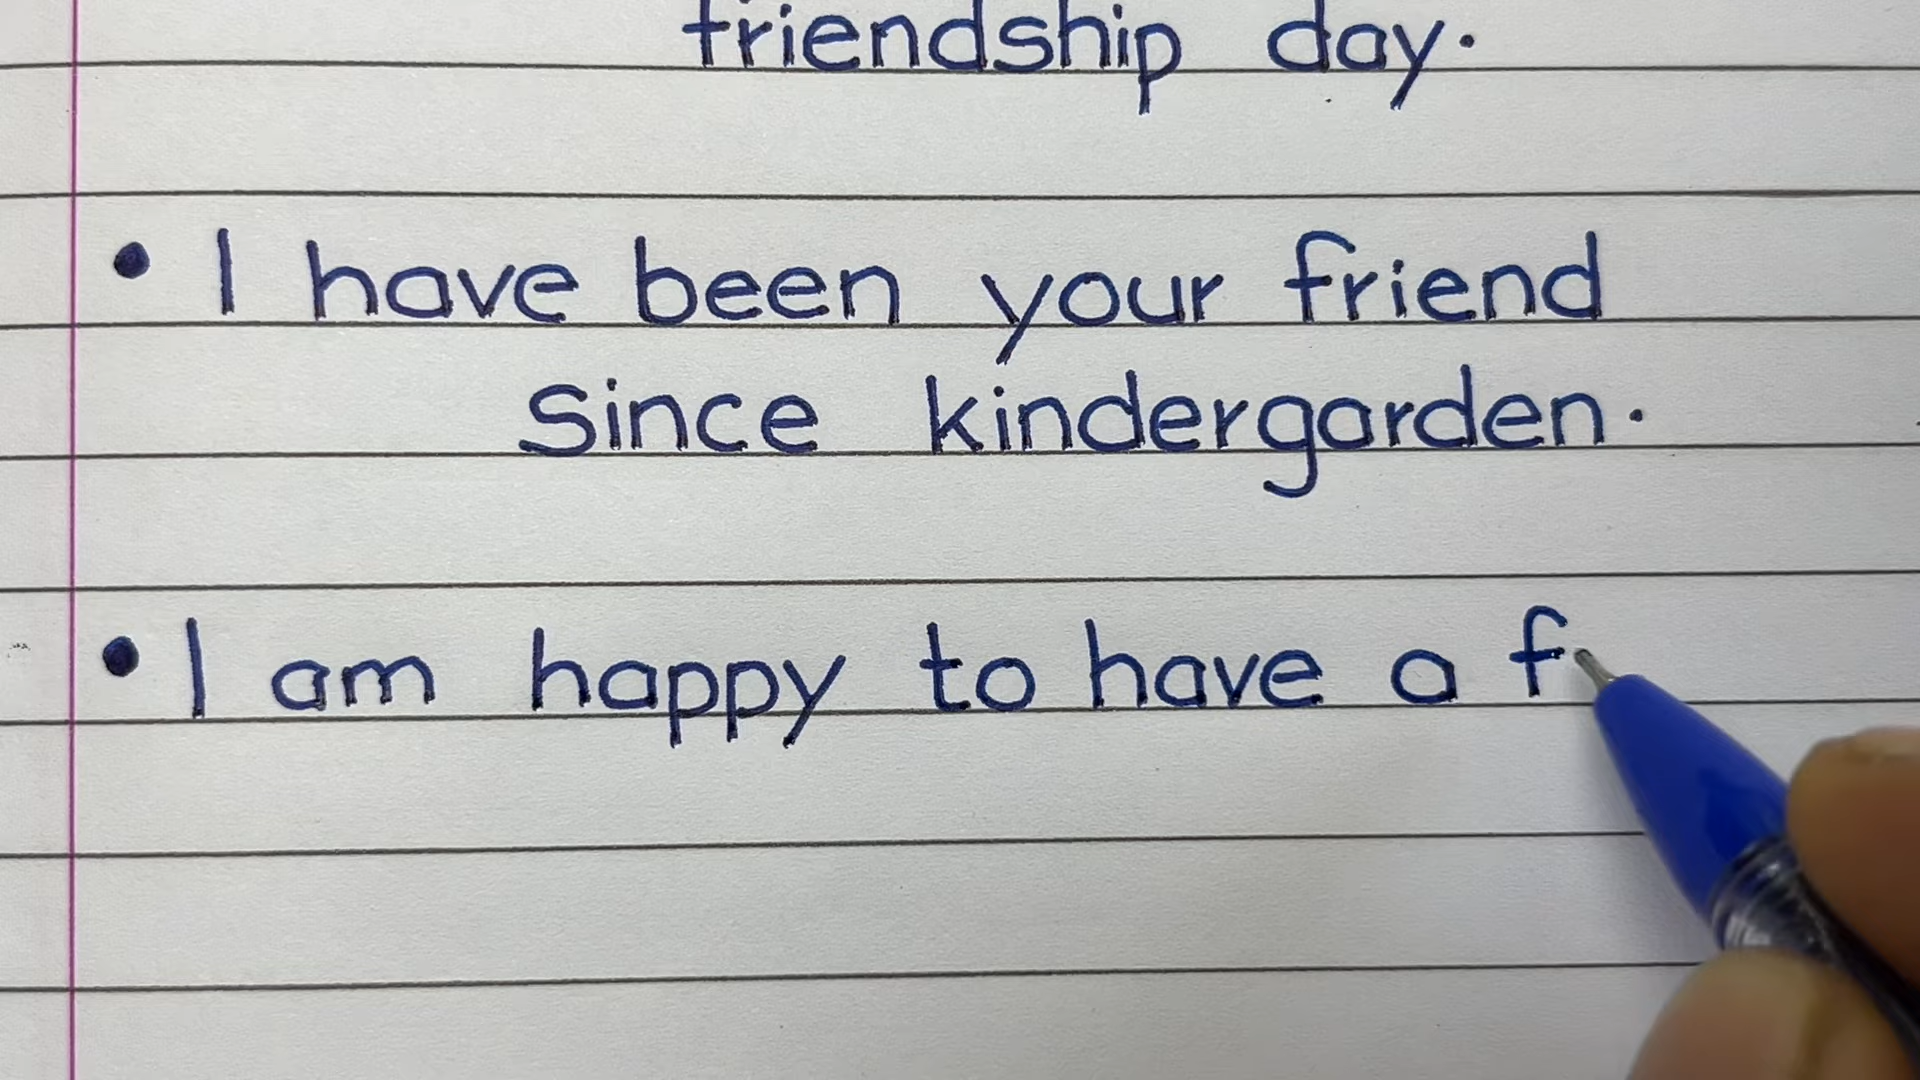 friendship day.
• I have been your friend
since kindergarden.
• I am happy to have a f